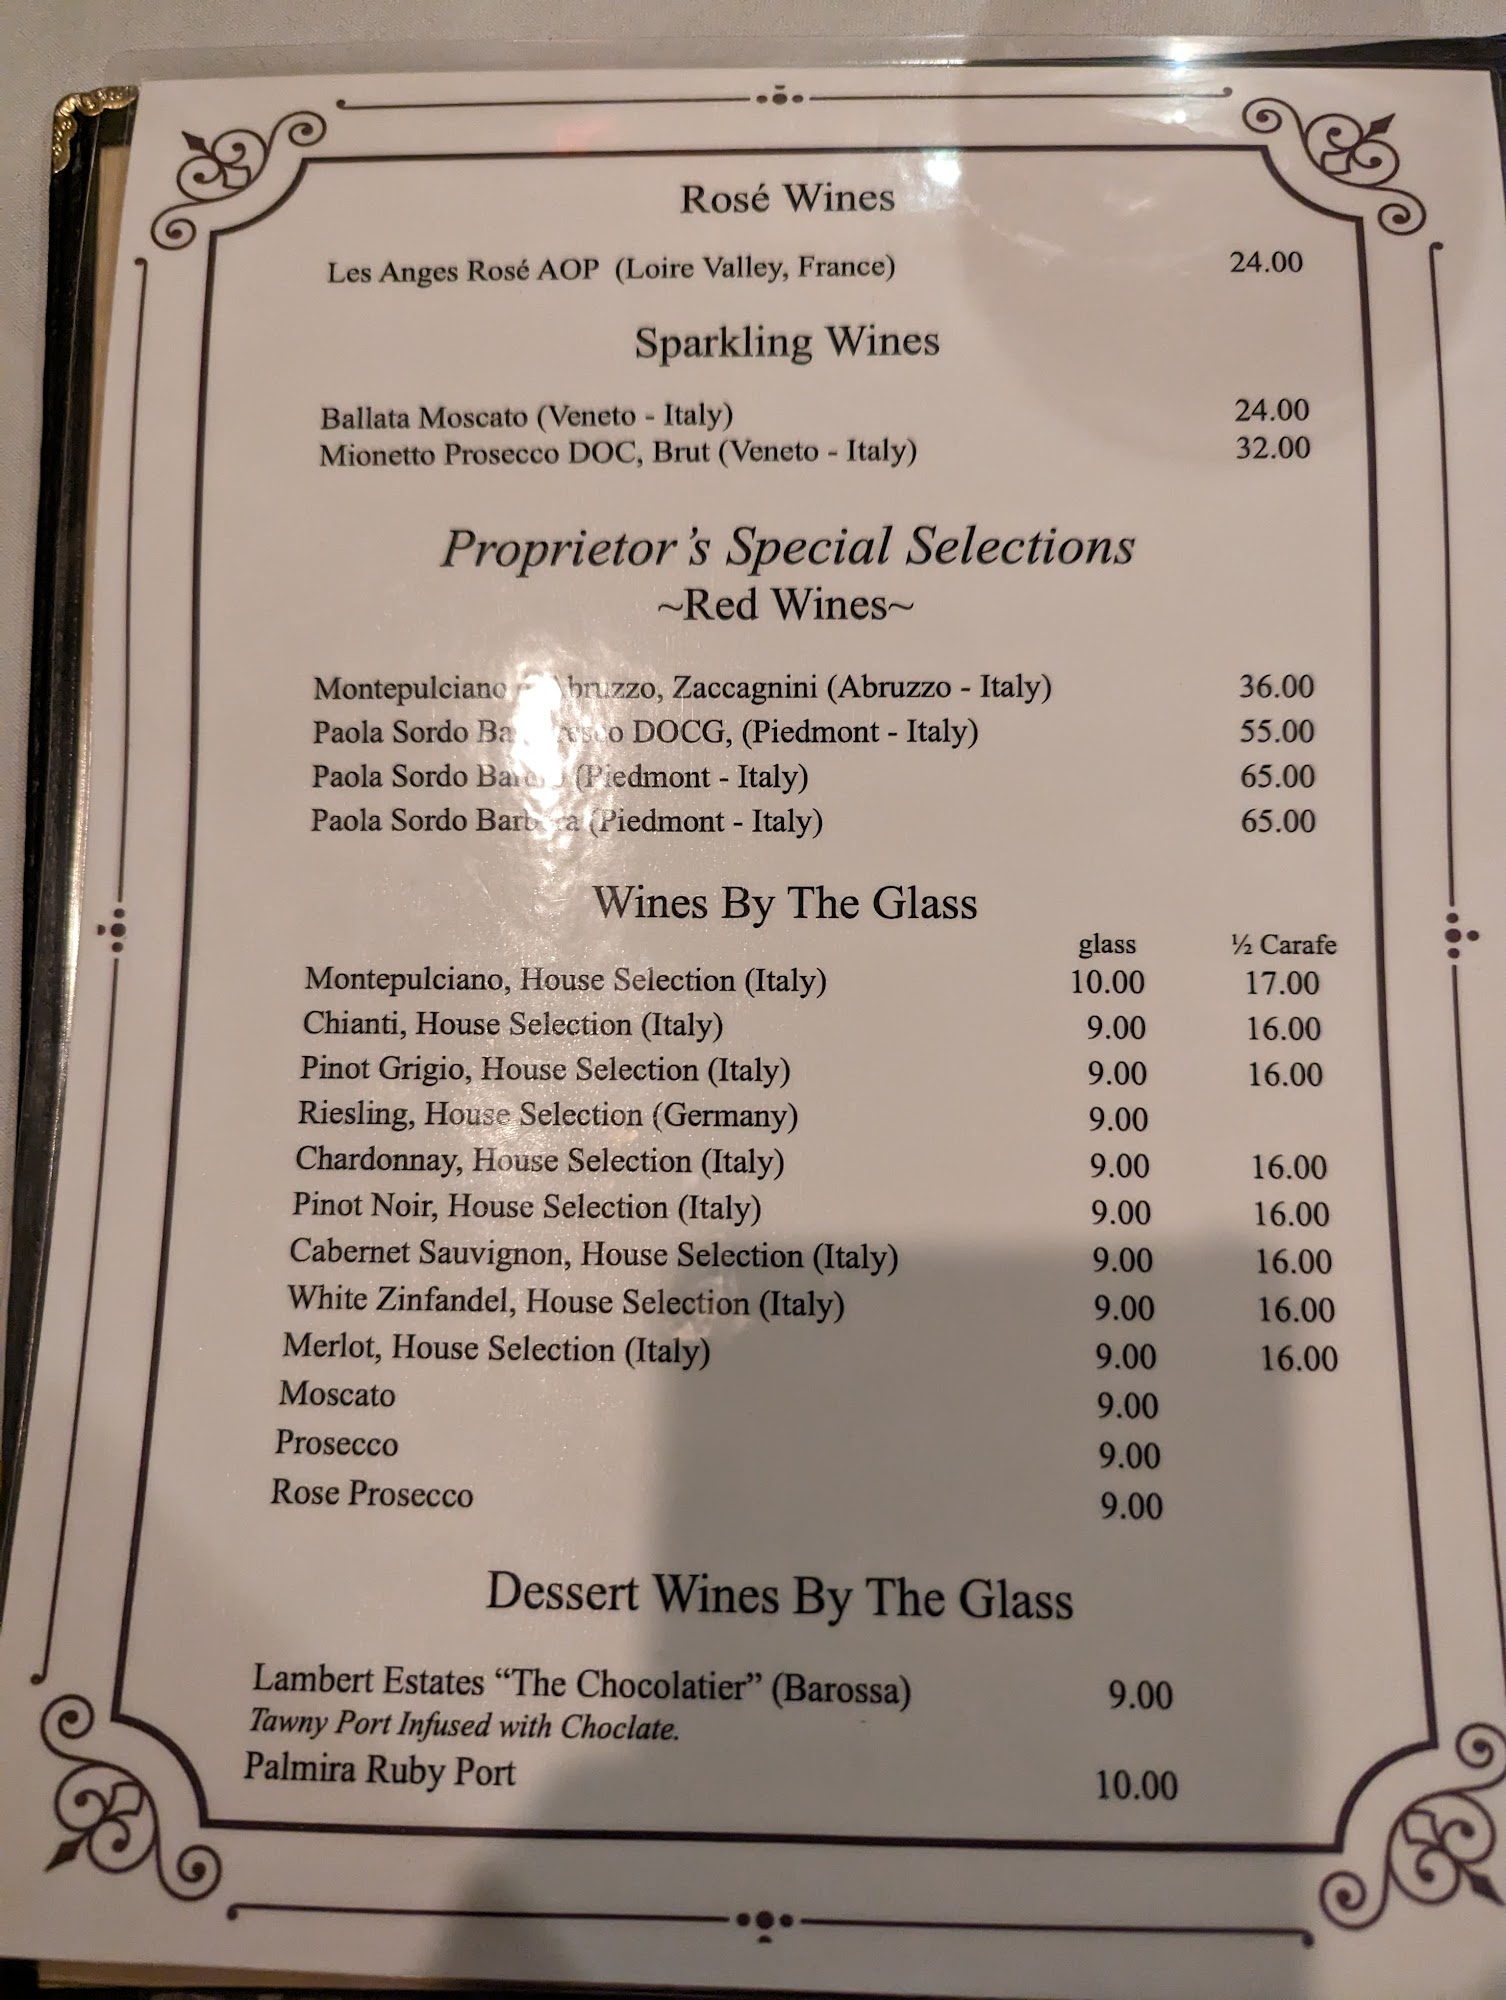 Rosé Wines
Les Anges Rosé AOP (Loire Valley, France) 24.00
Sparkling Wines
Ballata Moscato (Veneto - Italy) 24.00
Mionetto Prosecco DOC, Brut (Veneto - Italy) 32.00
Proprietor's Special Selections
~Red Wines~
Montepulciano Abruzzo, Zaccagnini (Abruzzo - Italy) 36.00
Paola Sordo DOCG, (Piedmont - Italy) 55.00
Paola Sordo (Piedmont - Italy) 65.00
Paola Sordo Barbera (Piedmont - Italy) 65.00
Wines By The Glass
glass ½ Carafe
Montepulciano, House Selection (Italy) 10.00 17.00
Chianti, House Selection (Italy) 9.00 16.00
Pinot Grigio, House Selection (Italy) 9.00 16.00
Riesling, House Selection (Germany) 9.00
Chardonnay, House Selection (Italy) 9.00 16.00
Pinot Noir, House Selection (Italy) 9.00 16.00
Cabernet Sauvignon, House Selection (Italy) 9.00 16.00
White Zinfandel, House Selection (Italy) 9.00 16.00
Merlot, House Selection (Italy) 9.00 16.00
Moscato 9.00
Prosecco 9.00
Rose Prosecco 9.00
Dessert Wines By The Glass
Lambert Estates “The Chocolatier” (Barossa) 9.00
Tawny Port Infused with Choclate.
Palmira Ruby Port 10.00